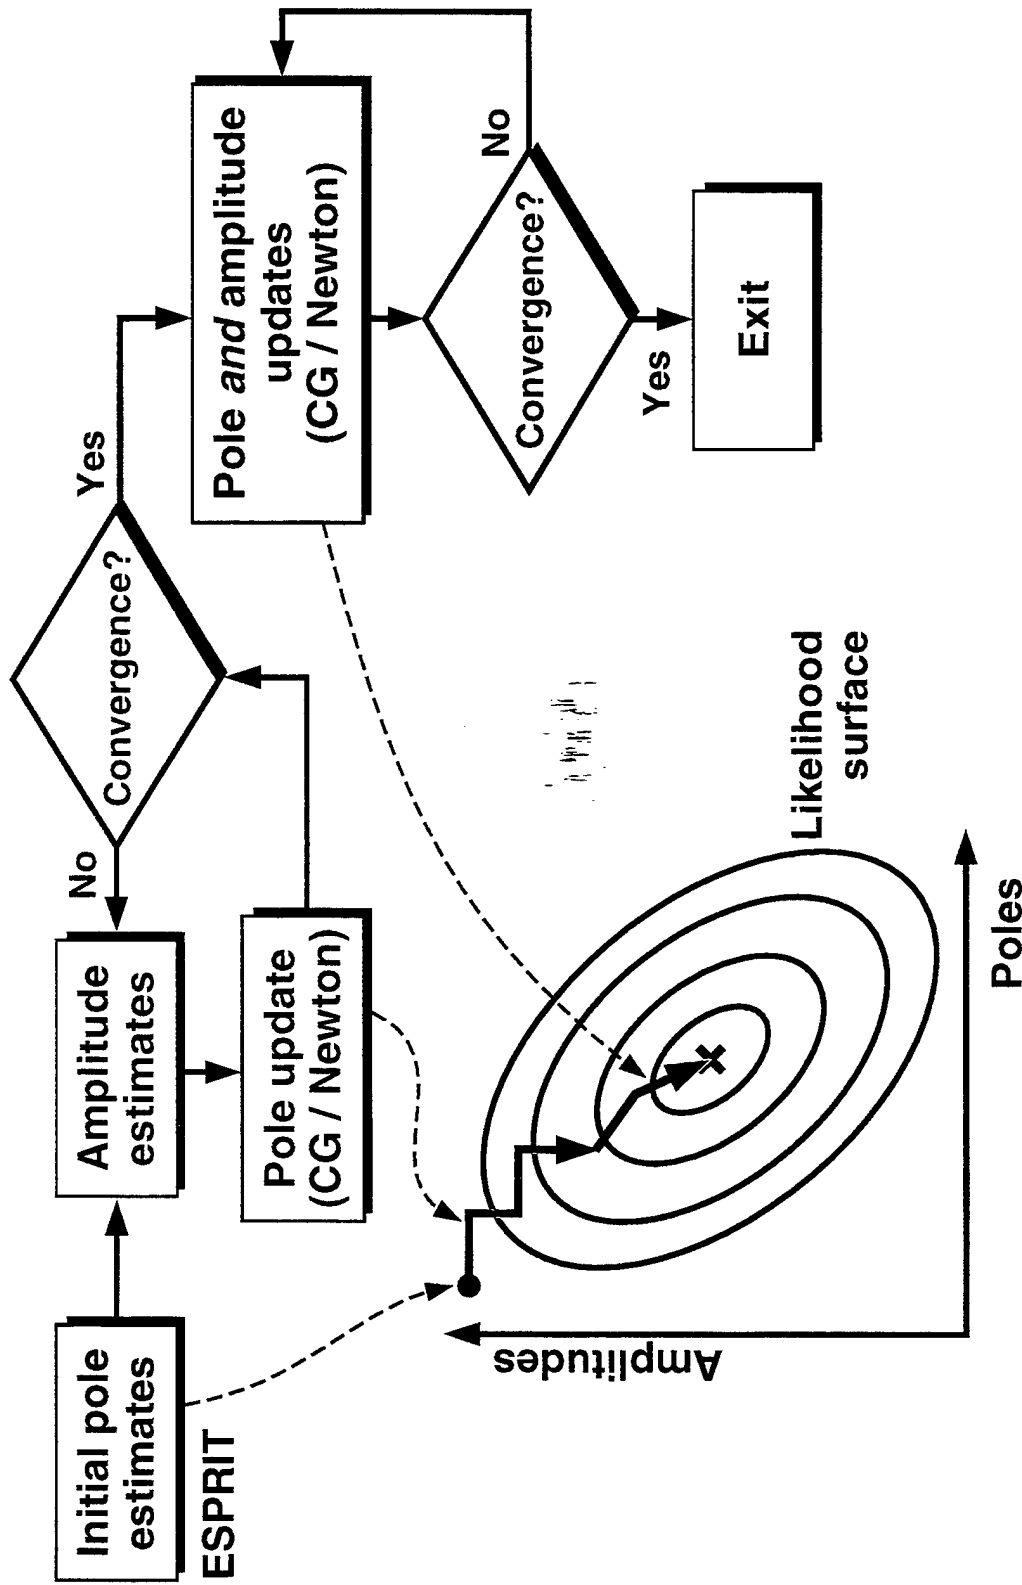 Initial pole
estimates
ESPRIT
Amplitude
estimates
Pole update
(CG / Newton)
No
Convergence?
Yes
Pole and amplitude
updates
(CG / Newton)
Convergence?
No
Yes
Exit
Amplitudes
Poles
Likelihood
surface